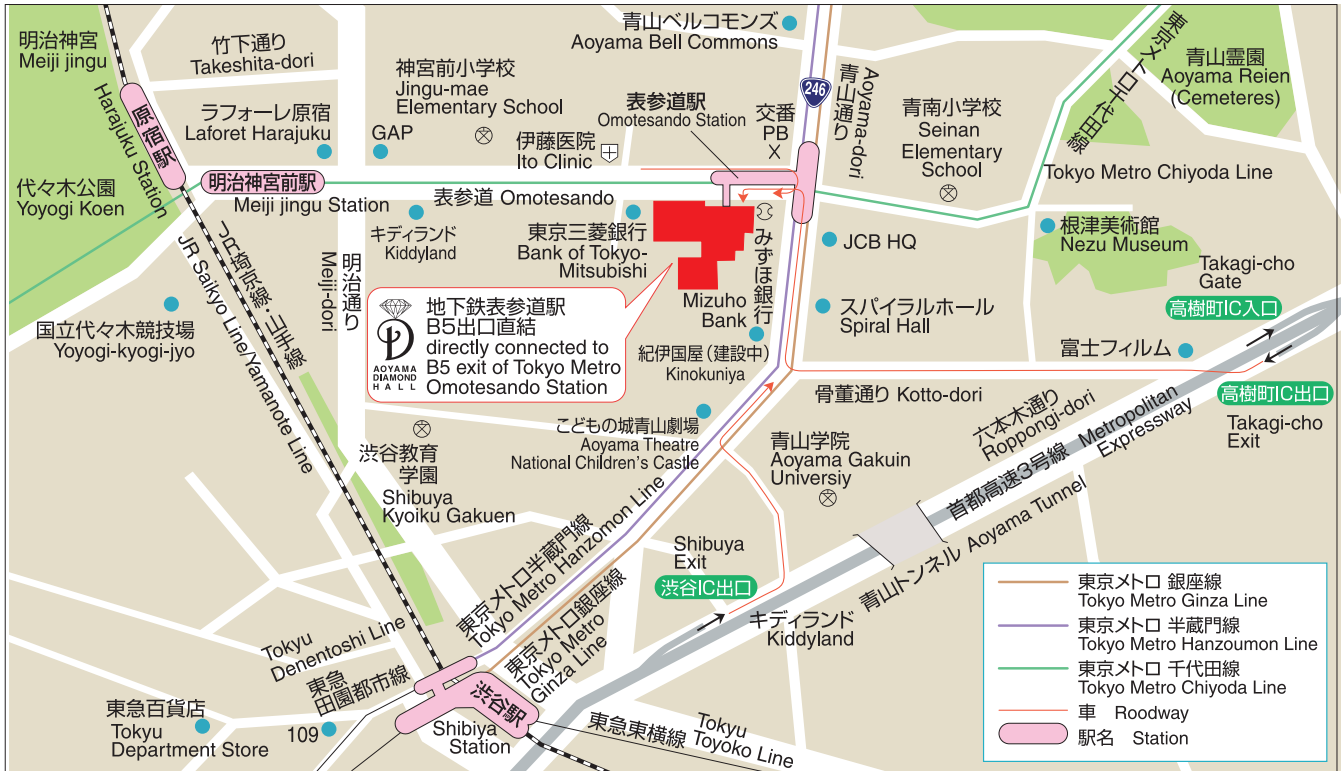 明治神宮
Meiji jingu
竹下通り
Takeshita-dori
神宮前小学校
Jingu-mae
Elementary School
青山ベルコモンズ
Aoyama Bell Commons
246
青山通り
Aoyama-dori
東京メトロ千代田線
青山霊園
Aoyama Reien
(Cemeteres)
原宿駅
Harajuku Station
ラフォーレ原宿
Laforet Harajuku
GAP
伊藤医院
Ito Clinic
表参道駅
Omotesando Station
交番
PB
X
青南小学校
Seinan
Elementary
School
Tokyo Metro Chiyoda Line
代々木公園
Yoyogi Koen
明治神宮前駅
Meiji jingu Station
表参道 Omotesando
キディランド
Kiddyland
東京三菱銀行
Bank of Tokyo-
Mitsubishi
みずほ銀行
Mizuho
Bank
JCB HQ
根津美術館
Nezu Museum
Takagi-cho
Gate
高樹町IC入口
国立代々木競技場
Yoyogi-kyogi-jyo
JR埼京線・山手線
JR Saikyo Line/Yamanote Line
明治通り
Meiji-dori
AOYAMA
DIAMOND
HALL
地下鉄表参道駅
B5出口直結
directly connected to
B5 exit of Tokyo Metro
Omotesando Station
紀伊国屋(建設中)
Kinokuniya
スパイラルホール
Spiral Hall
富士フィルム
骨董通り Kotto-dori
高樹町IC出口
Takagi-cho
Exit
六本木通り
Roppongi-dori
首都高速3号線 Metropolitan
Expressway
こどもの城青山劇場
Aoyama Theatre
National Children's Castle
青山学院
Aoyama Gakuin
Universiy
渋谷教育
学園
Shibuya
Kyoiku Gakuen
東京メトロ半蔵門線
Tokyo Metro Hanzomon Line
東京メトロ銀座線
Tokyo Metro
Ginza Line
Shibuya
Exit
渋谷IC出口
青山トンネル Aoyama Tunnel
キディランド
Kiddyland
Tokyu
Denentoshi Line
東急
田園都市線
東急百貨店
Tokyu
Department Store
109
渋谷駅
Shibiya
Station
東急東横線
Tokyu
Toyoko Line
東京メトロ 銀座線
Tokyo Metro Ginza Line
東京メトロ 半蔵門線
Tokyo Metro Hanzoumon Line
東京メトロ 千代田線
Tokyo Metro Chiyoda Line
車 Roodway
駅名 Station